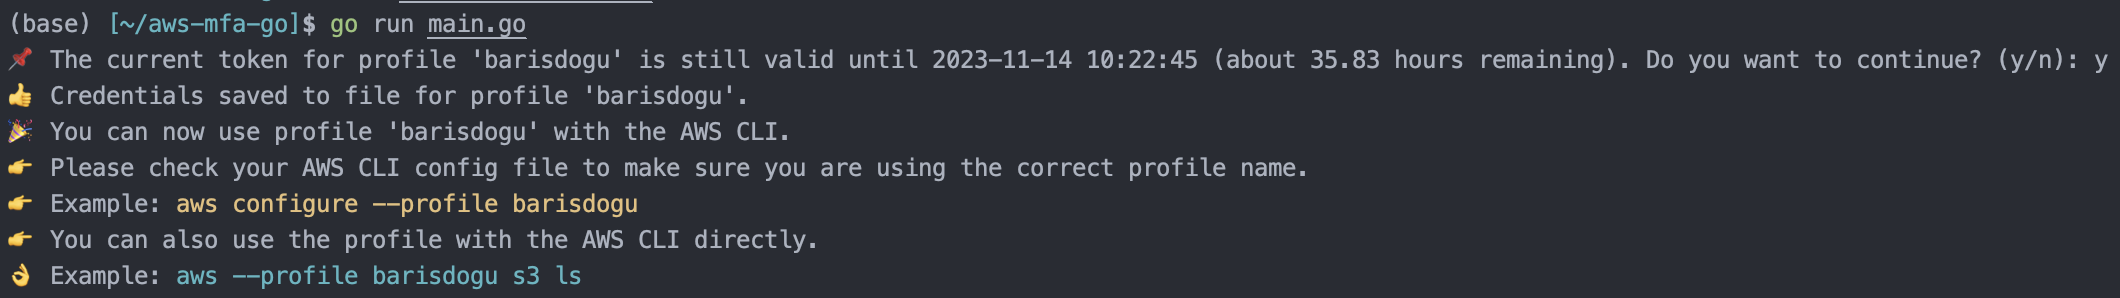 (base) [~/aws-mfa-go]$ go run main.go
📌 The current token for profile 'barisdogu' is still valid until 2023-11-14 10:22:45 (about 35.83 hours remaining). Do you want to continue? (y/n): y
👍 Credentials saved to file for profile 'barisdogu'.
🎉 You can now use profile 'barisdogu' with the AWS CLI.
👉 Please check your AWS CLI config file to make sure you are using the correct profile name.
👉 Example: aws configure --profile barisdogu
👉 You can also use the profile with the AWS CLI directly.
👌 Example: aws --profile barisdogu s3 ls